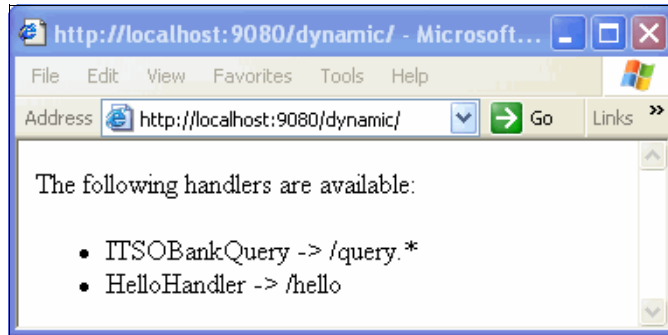 http://localhost:9080/dynamic/ - Microsoft...
File Edit View Favorites Tools Help
Address http://localhost:9080/dynamic/ Go Links »
The following handlers are available:
• ITSOBankQuery -> /query.*
• HelloHandler -> /hello